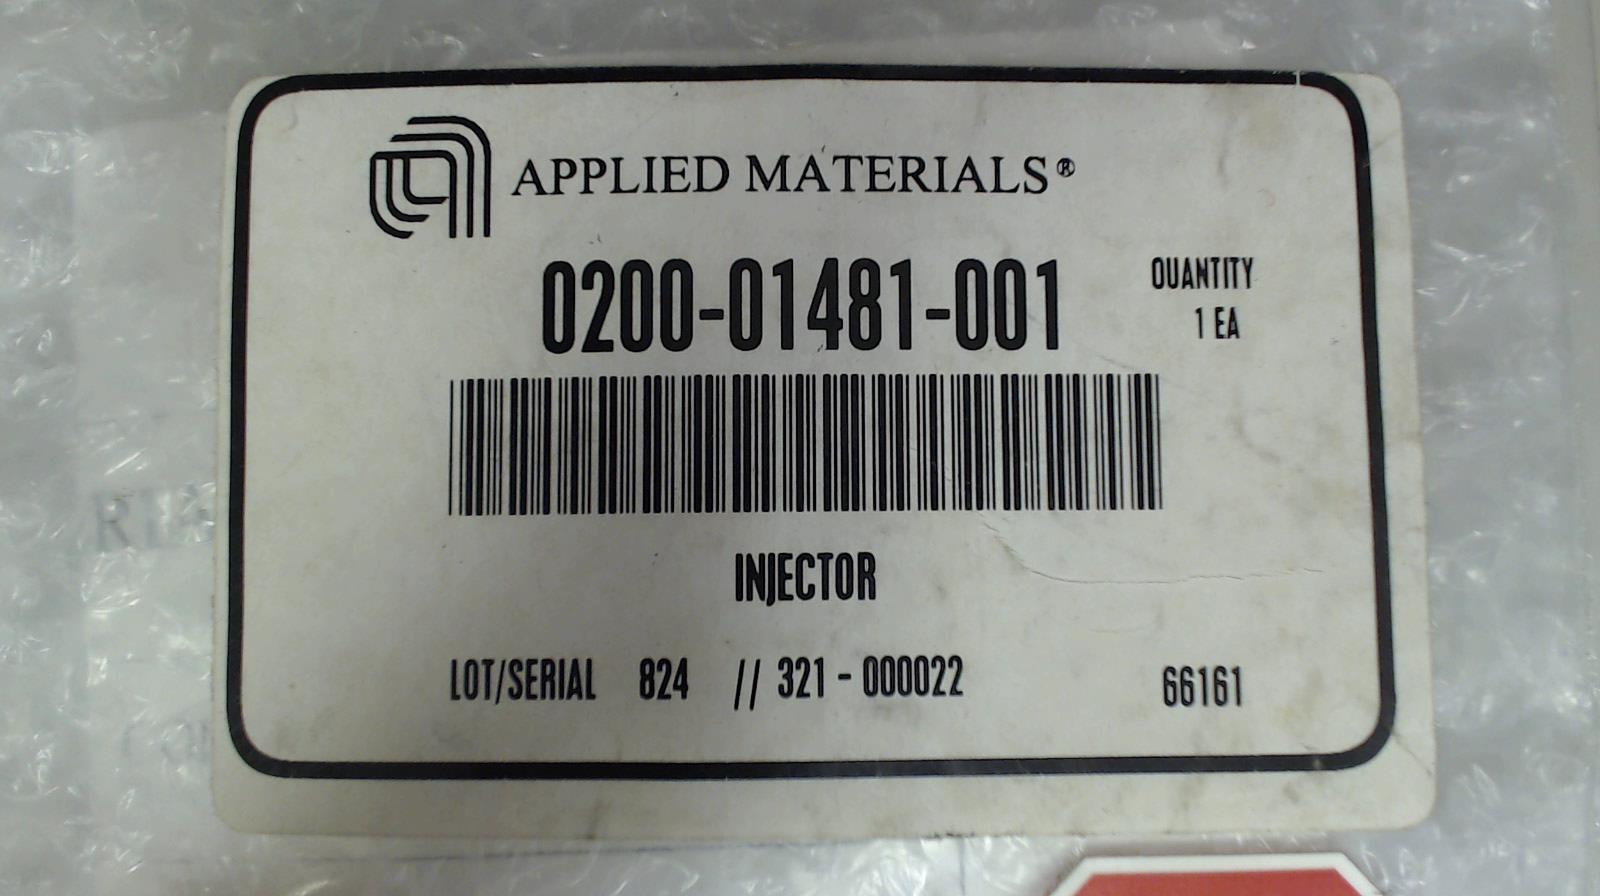 APPLIED MATERIALS®
0200-01481-001
QUANTITY
1 EA
INJECTOR
LOT/SERIAL 824 // 321 - 000022 66161